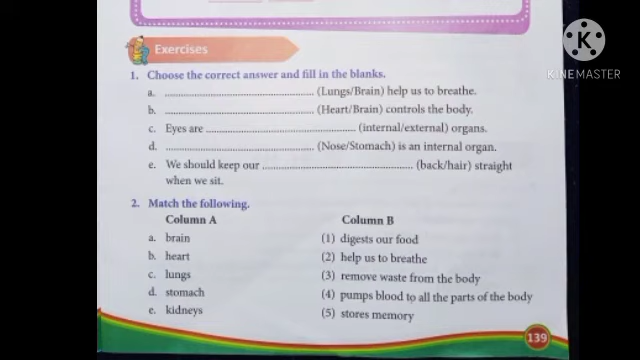 K
KINEMASTER
Exercises
1. Choose the correct answer and fill in the blanks.
a. .................................................. (Lungs/Brain) help us to breathe.
b. .................................................. (Heart/Brain) controls the body.
c. Eyes are .................................................. (internal/external) organs.
d. .................................................. (Nose/Stomach) is an internal organ.
e. We should keep our .................................................. (back/hair) straight
when we sit.
2. Match the following.
Column A Column B
a. brain (1) digests our food
b. heart (2) help us to breathe
c. lungs (3) remove waste from the body
d. stomach (4) pumps blood to all the parts of the body
e. kidneys (5) stores memory
139